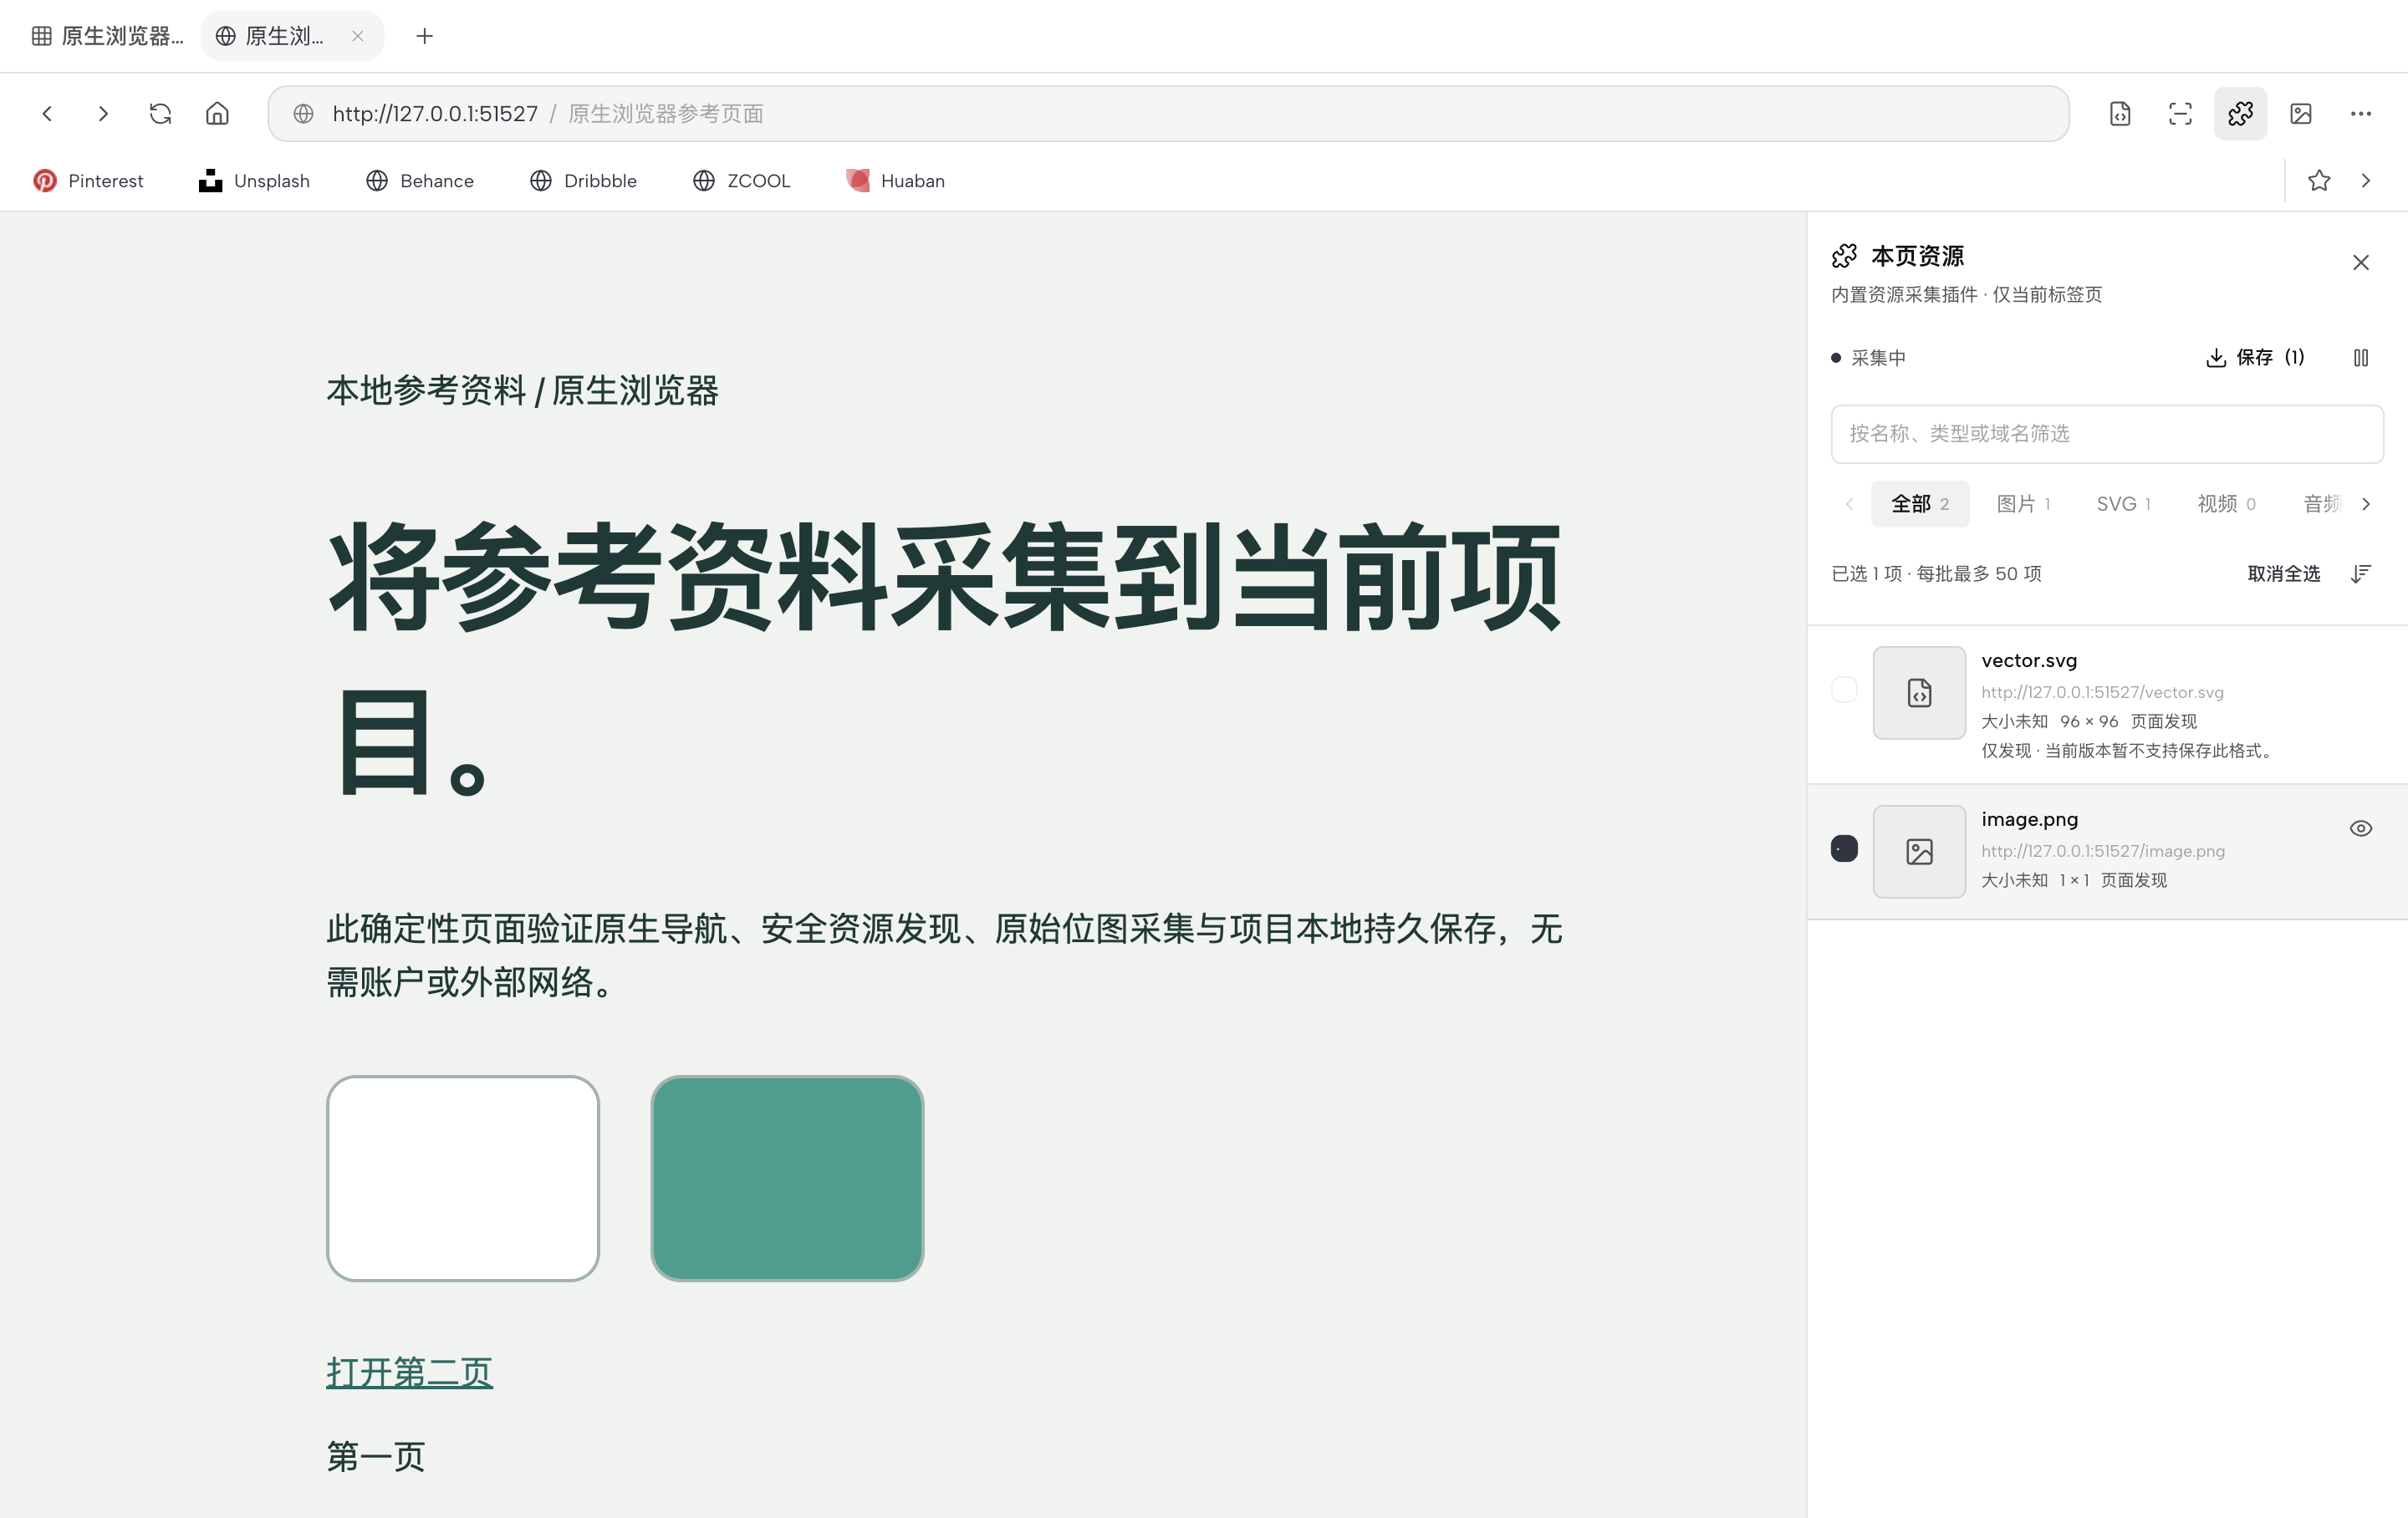 原生浏览器...
原生浏...
http://127.0.0.1:51527 / 原生浏览器参考页面
Pinterest
Unsplash
Behance
Dribbble
ZCOOL
Huaban
本地参考资料 / 原生浏览器
将参考资料采集到当前项
目。
此确定性页面验证原生导航、安全资源发现、原始位图采集与项目本地持久保存，无
需账户或外部网络。
打开第二页
第一页
本页资源
内置资源采集插件 · 仅当前标签页
采集中
保存 (1)
按名称、类型或域名筛选
全部 2
图片 1
SVG 1
视频 0
音频
已选 1 项 · 每批最多 50 项
取消全选
vector.svg
http://127.0.0.1:51527/vector.svg
大小未知 96 × 96 页面发现
仅发现 · 当前版本暂不支持保存此格式。
image.png
http://127.0.0.1:51527/image.png
大小未知 1 × 1 页面发现